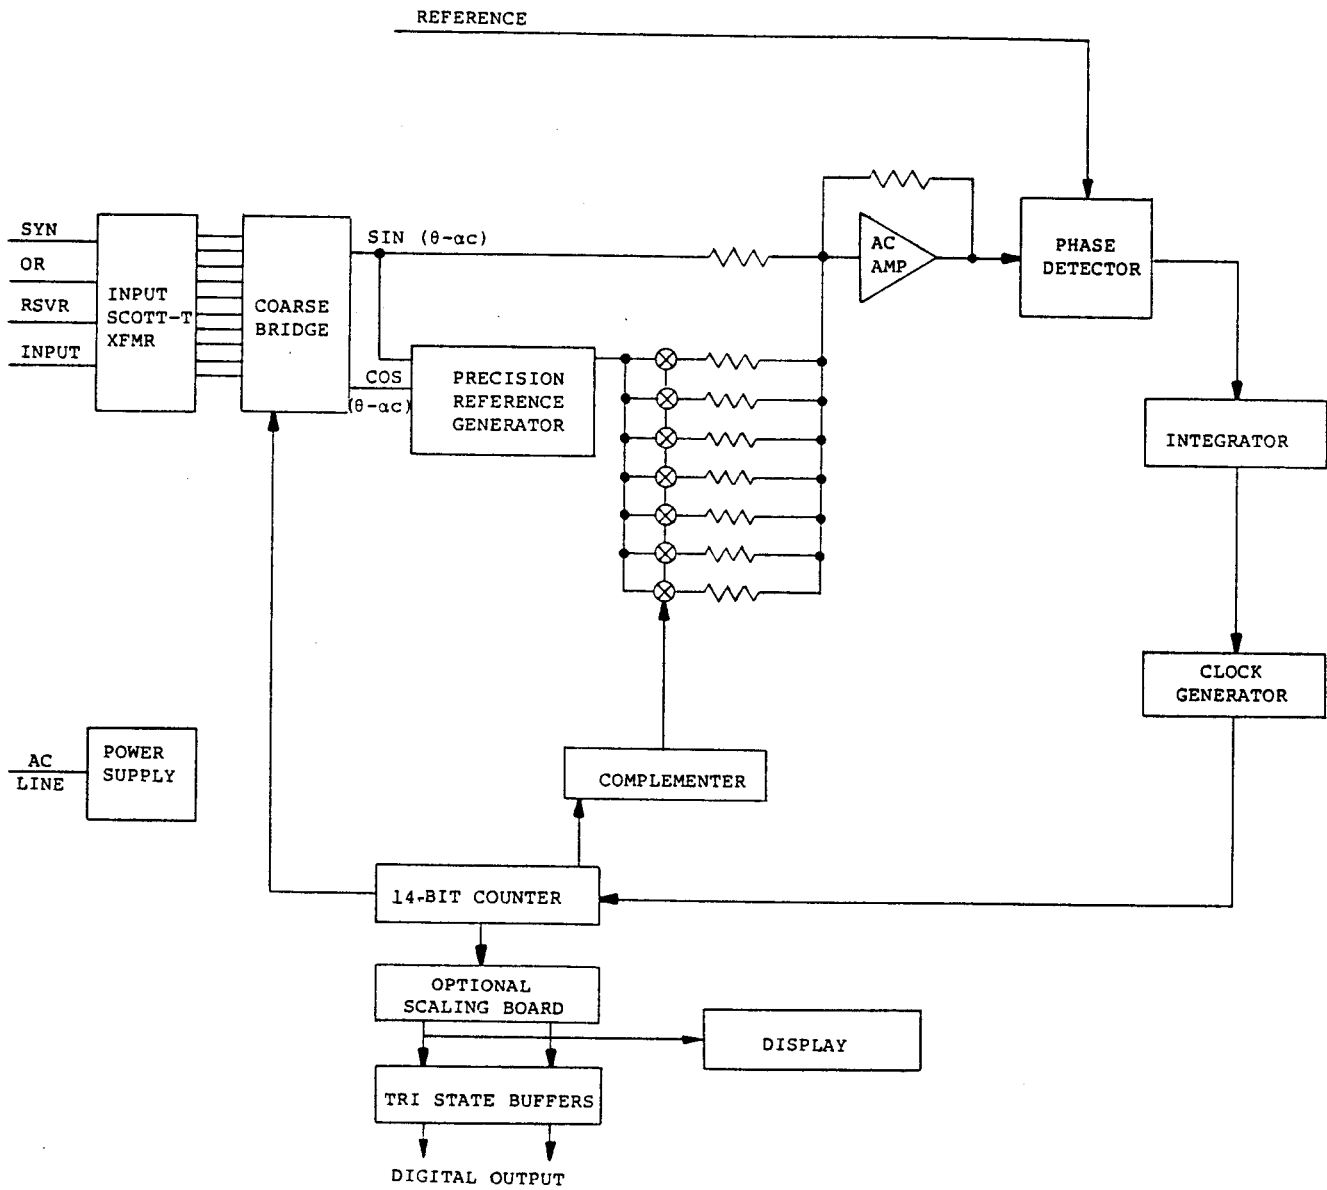 REFERENCE
SYN
OR
RSVR
INPUT
INPUT
SCOTT-T
XFMR
COARSE
BRIDGE
SIN (θ-αc)
COS
(θ-αc)
PRECISION
REFERENCE
GENERATOR
AC
AMP
PHASE
DETECTOR
INTEGRATOR
CLOCK
GENERATOR
AC
LINE
POWER
SUPPLY
COMPLEMENTER
14-BIT COUNTER
OPTIONAL
SCALING BOARD
DISPLAY
TRI STATE BUFFERS
DIGITAL OUTPUT